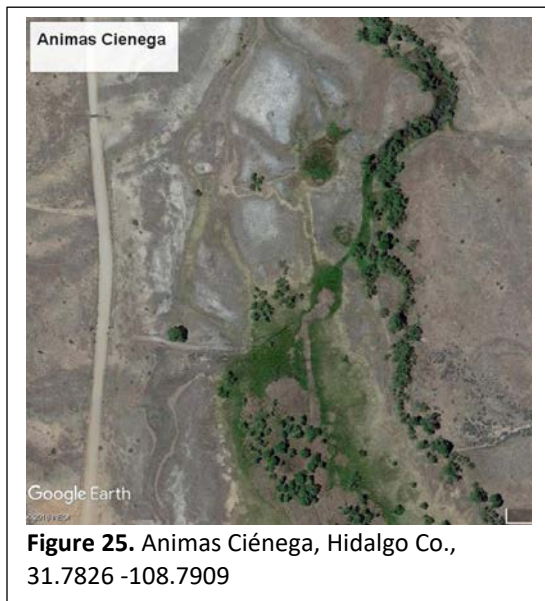 Animas Cienega
Google Earth
Figure 25. Animas Ciénega, Hidalgo Co.,
31.7826 -108.7909